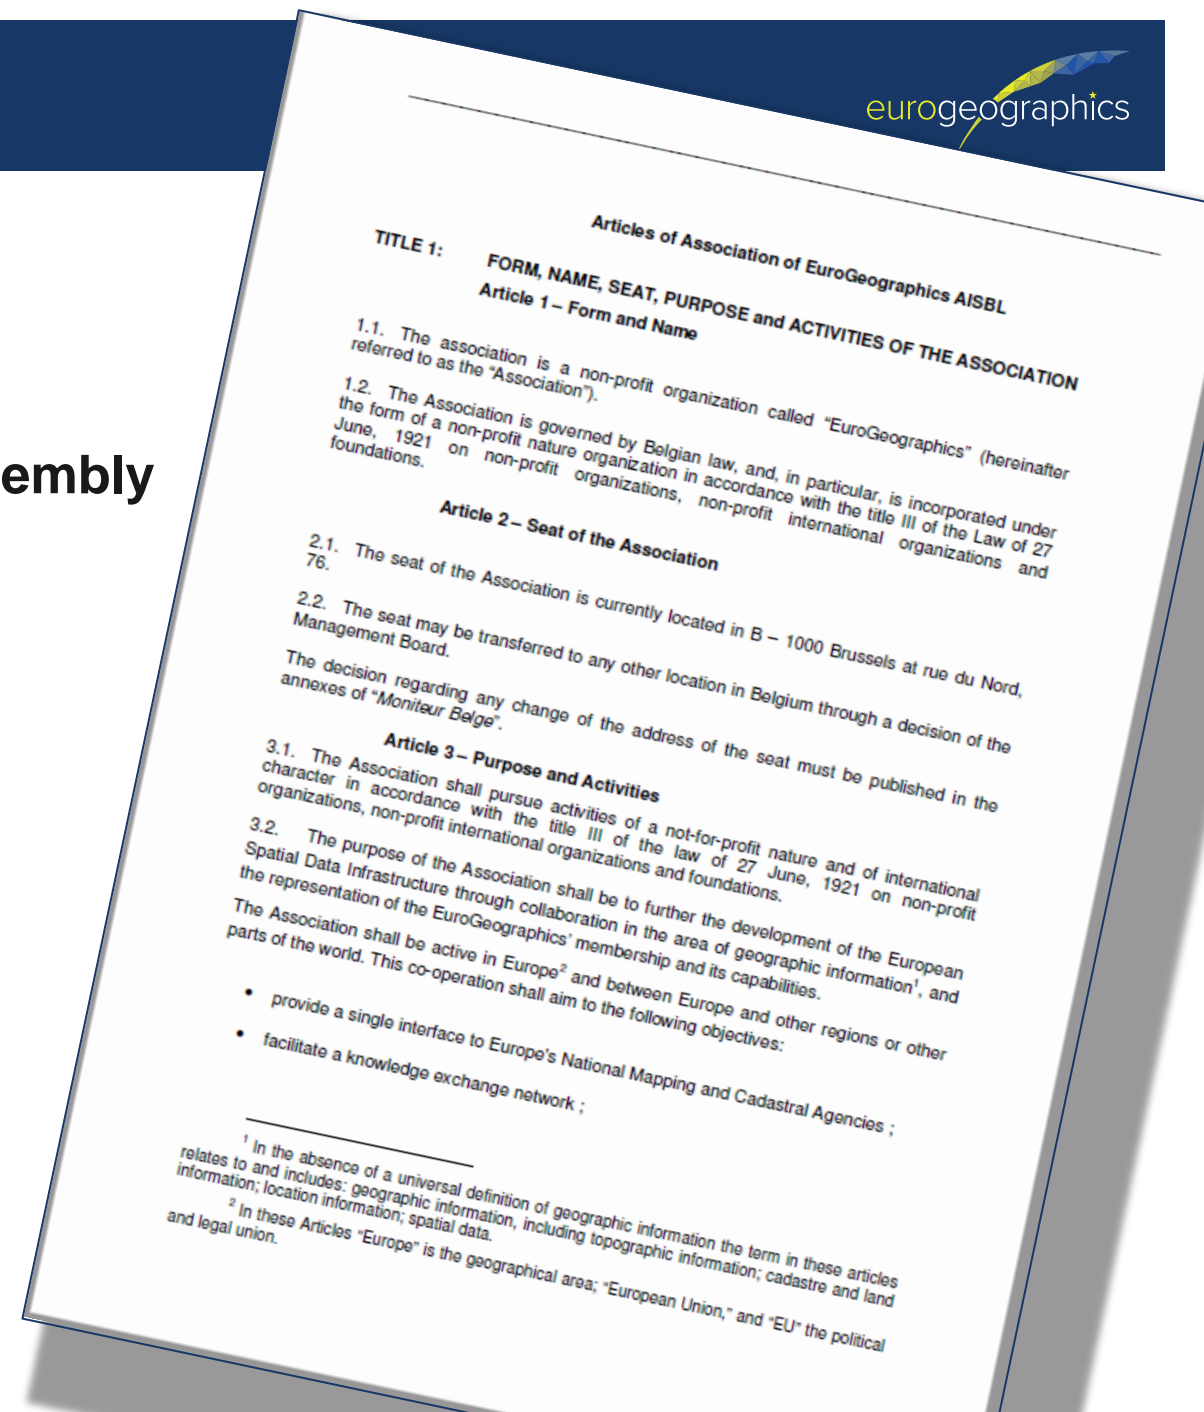 eurogeographics
embly
Articles of Association of EuroGeographics AISBL
TITLE 1: FORM, NAME, SEAT, PURPOSE and ACTIVITIES OF THE ASSOCIATION
Article 1 – Form and Name
1.1. The association is a non-profit organization called “EuroGeographics” (hereinafter
referred to as the “Association”).
1.2. The Association is governed by Belgian law, and, in particular, is incorporated under
the form of a non-profit nature organization in accordance with the title III of the Law of 27
June, 1921 on non-profit organizations, non-profit international organizations and
foundations.
Article 2 – Seat of the Association
2.1. The seat of the Association is currently located in B – 1000 Brussels at rue du Nord,
76.
2.2. The seat may be transferred to any other location in Belgium through a decision of the
Management Board.
The decision regarding any change of the address of the seat must be published in the
annexes of “Moniteur Belge”.
Article 3 – Purpose and Activities
3.1. The Association shall pursue activities of a not-for-profit nature and of international
character in accordance with the title III of the law of 27 June, 1921 on non-profit
organizations, non-profit international organizations and foundations.
3.2. The purpose of the Association shall be to further the development of the European
Spatial Data Infrastructure through collaboration in the area of geographic information¹, and
the representation of the EuroGeographics’ membership and its capabilities.
The Association shall be active in Europe² and between Europe and other regions or other
parts of the world. This co-operation shall aim to the following objectives:
• provide a single interface to Europe’s National Mapping and Cadastral Agencies ;
• facilitate a knowledge exchange network ;
¹ In the absence of a universal definition of geographic information the term in these articles
relates to and includes: geographic information, including topographic information; cadastre and land
information; location information; spatial data.
² In these Articles “Europe” is the geographical area; “European Union,” and “EU” the political
and legal union.